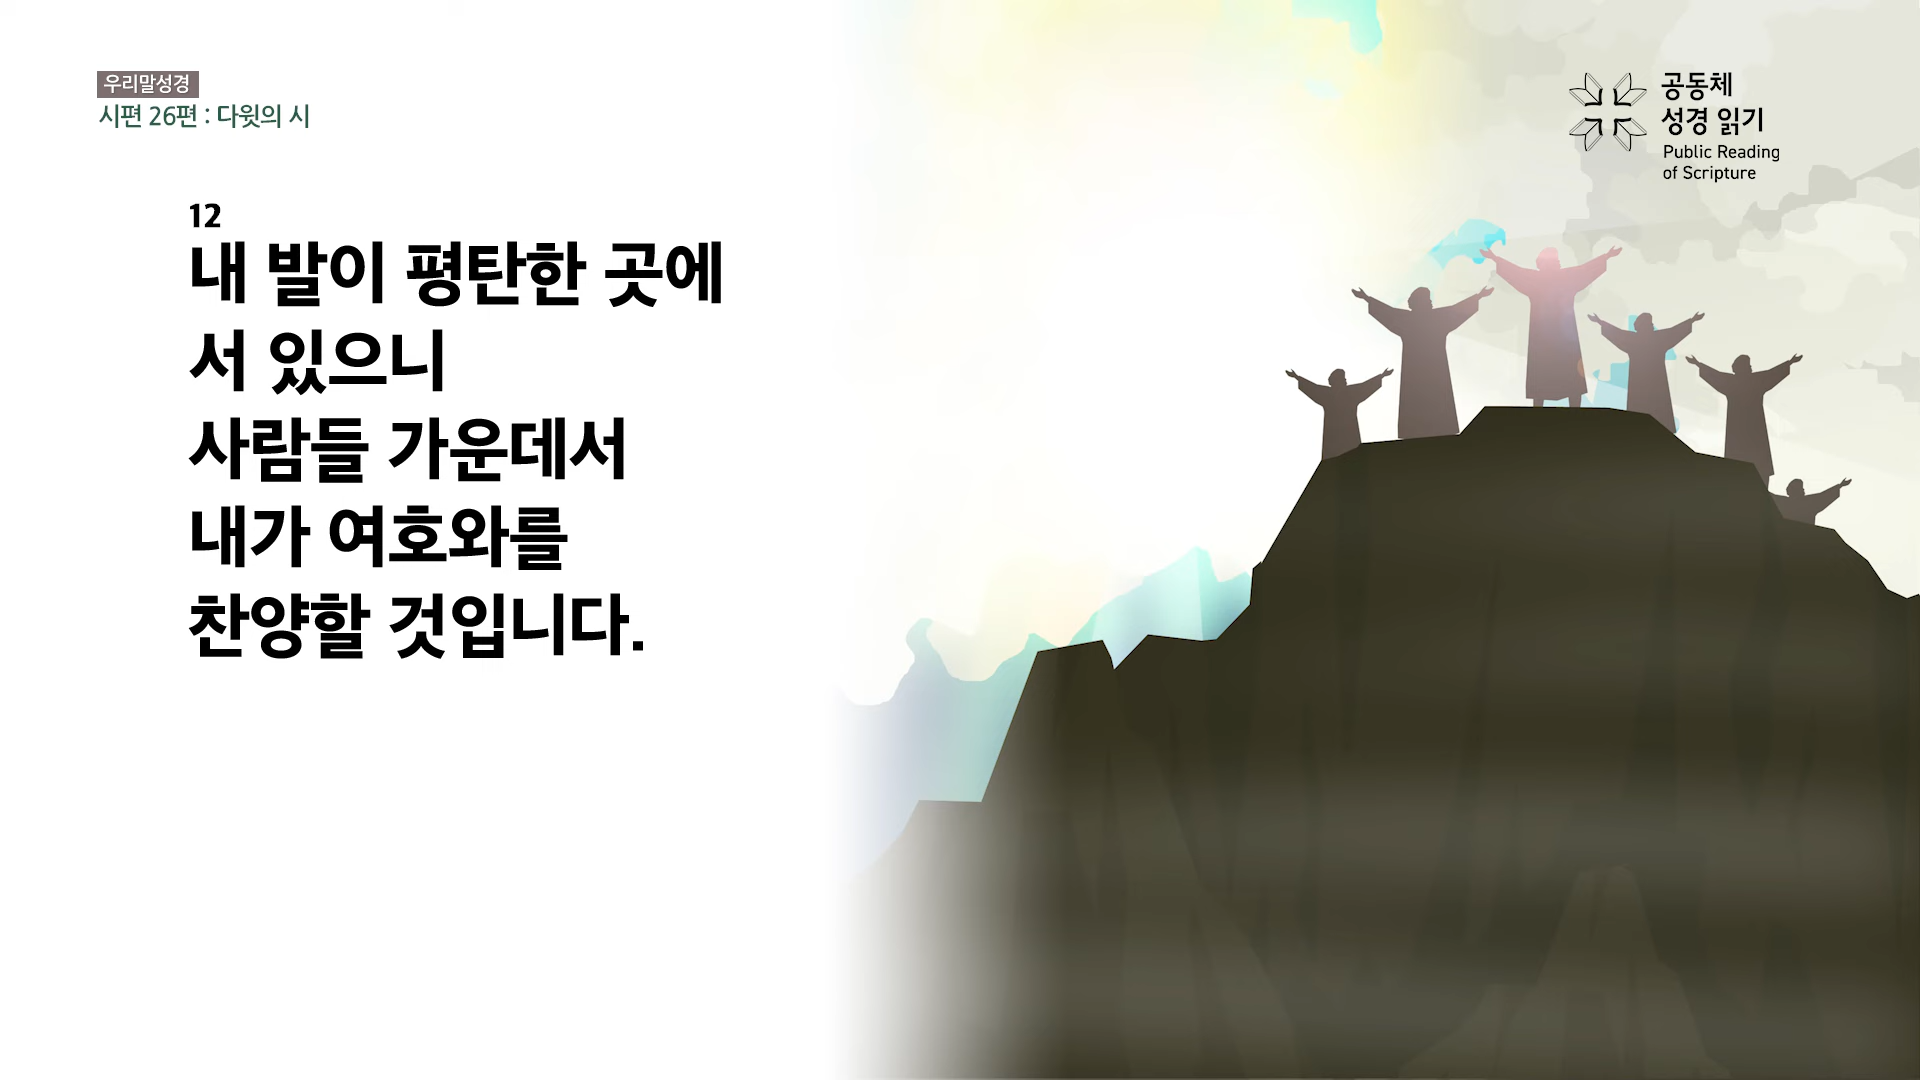 우리말성경
시편 26편 : 다윗의 시
공동체
성경 읽기
Public Reading
of Scripture
12
내 발이 평탄한 곳에
서 있으니
사람들 가운데서
내가 여호와를
찬양할 것입니다.